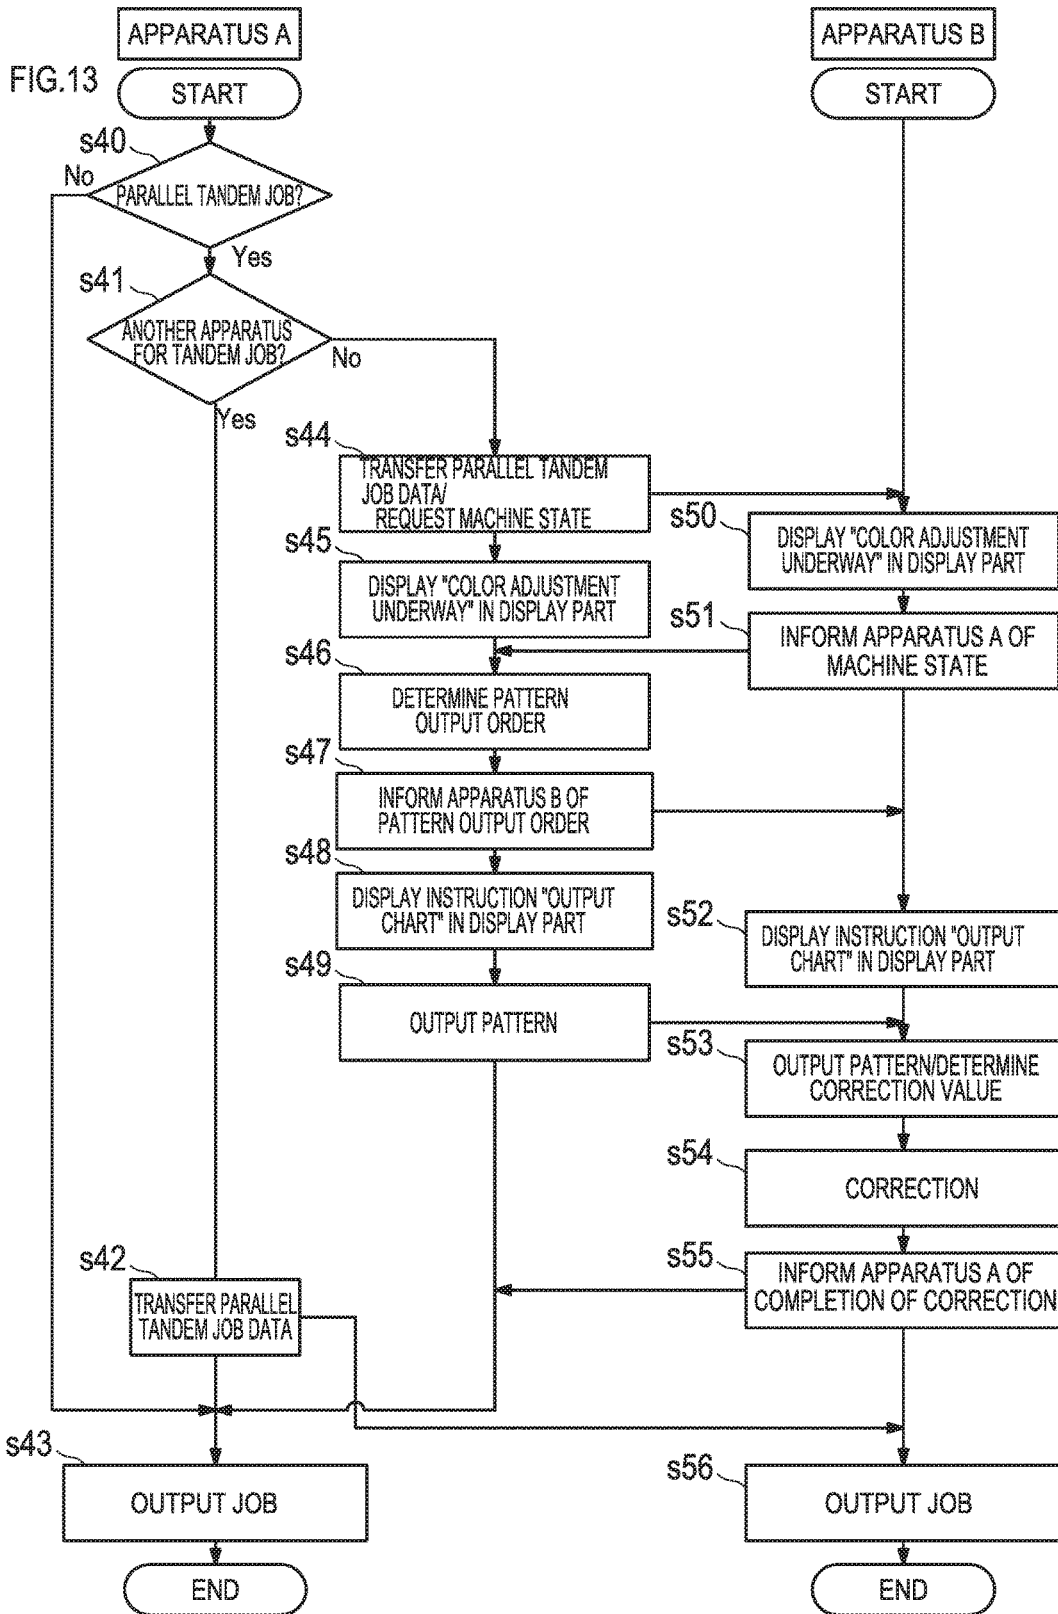 APPARATUS A
APPARATUS B
FIG.13
START
START
s40
No
PARALLEL TANDEM JOB?
Yes
s41
ANOTHER APPARATUS
FOR TANDEM JOB?
No
Yes
s44
TRANSFER PARALLEL TANDEM
JOB DATA/
REQUEST MACHINE STATE
s50
DISPLAY "COLOR ADJUSTMENT
UNDERWAY" IN DISPLAY PART
s45
DISPLAY "COLOR ADJUSTMENT
UNDERWAY" IN DISPLAY PART
s51
INFORM APPARATUS A OF
MACHINE STATE
s46
DETERMINE PATTERN
OUTPUT ORDER
s47
INFORM APPARATUS B OF
PATTERN OUTPUT ORDER
s48
DISPLAY INSTRUCTION "OUTPUT
CHART" IN DISPLAY PART
s52
DISPLAY INSTRUCTION "OUTPUT
CHART" IN DISPLAY PART
s49
OUTPUT PATTERN
s53
OUTPUT PATTERN/DETERMINE
CORRECTION VALUE
s54
CORRECTION
s42
TRANSFER PARALLEL
TANDEM JOB DATA
s55
INFORM APPARATUS A OF
COMPLETION OF CORRECTION
s43
OUTPUT JOB
s56
OUTPUT JOB
END
END